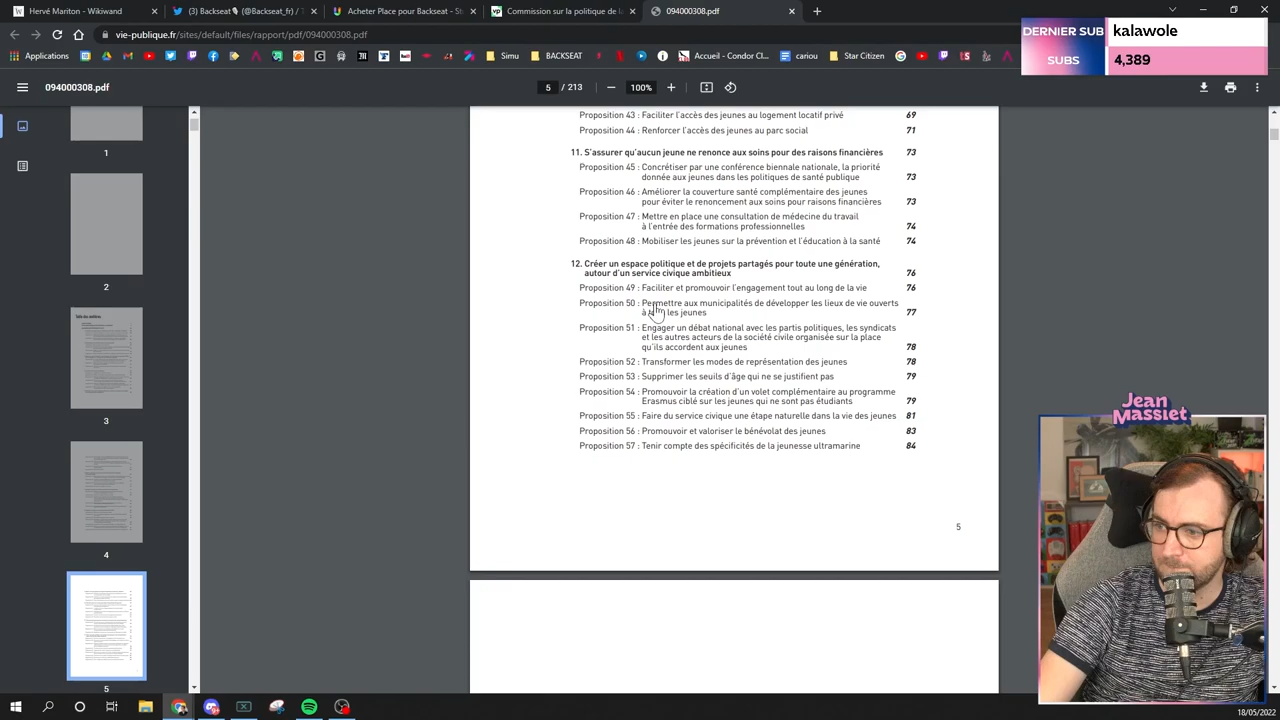 Hervé Mariton - Wikiwand
Backseat
(@Backseat_fr) / T
Acheter Place pour Backseat - St
Commission sur la politique de l
094000308.pdf
vie-publique.fr/sites/default/files/rapport/pdf/094000308.pdf
Applications
Simu
BACKSEAT
Accueil - Condor Cl...
cariou
Star Citizen
DERNIER SUB
kalawole
SUBS
4,389
094000308.pdf
5 / 213
100%
Proposition 43 : Faciliter l'accès des jeunes au logement locatif privé 69
Proposition 44 : Renforcer l'accès des jeunes au parc social 71
11. S'assurer qu'aucun jeune ne renonce aux soins pour des raisons financières 73
Proposition 45 : Concrétiser par une conférence biennale nationale, la priorité
donnée aux jeunes dans les politiques de santé publique 73
Proposition 46 : Améliorer la couverture santé complémentaire des jeunes
pour éviter le renoncement aux soins pour raisons financières 73
Proposition 47 : Mettre en place une consultation de médecine du travail
à l'entrée des formations professionnelles 74
Proposition 48 : Mobiliser les jeunes sur la prévention et l'éducation à la santé 74
12. Créer un espace politique et de projets partagés pour toute une génération,
autour d'un service civique ambitieux 76
Proposition 49 : Faciliter et promouvoir l'engagement tout au long de la vie 76
Proposition 50 : Permettre aux municipalités de développer les lieux de vie ouverts
à les jeunes 77
Proposition 51 : Engager un débat national avec les partis politiques, les syndicats
et les autres acteurs de la société civile organisée sur la place
qu'ils accordent aux jeunes 78
Proposition 52 : Transformer les modes de représentation des jeunes 78
Proposition 53 : Supprimer les seuils d'âge qui ne se justifient pas 79
Proposition 54 : Promouvoir la création d'un volet complémentaire au programme
Erasmus ciblé sur les jeunes qui ne sont pas étudiants 79
Proposition 55 : Faire du service civique une étape naturelle dans la vie des jeunes 81
Proposition 56 : Promouvoir et valoriser le bénévolat des jeunes 83
Proposition 57 : Tenir compte des spécificités de la jeunesse ultramarine 84
5
1
2
3
4
5
Jean
Massiet
18/05/2022